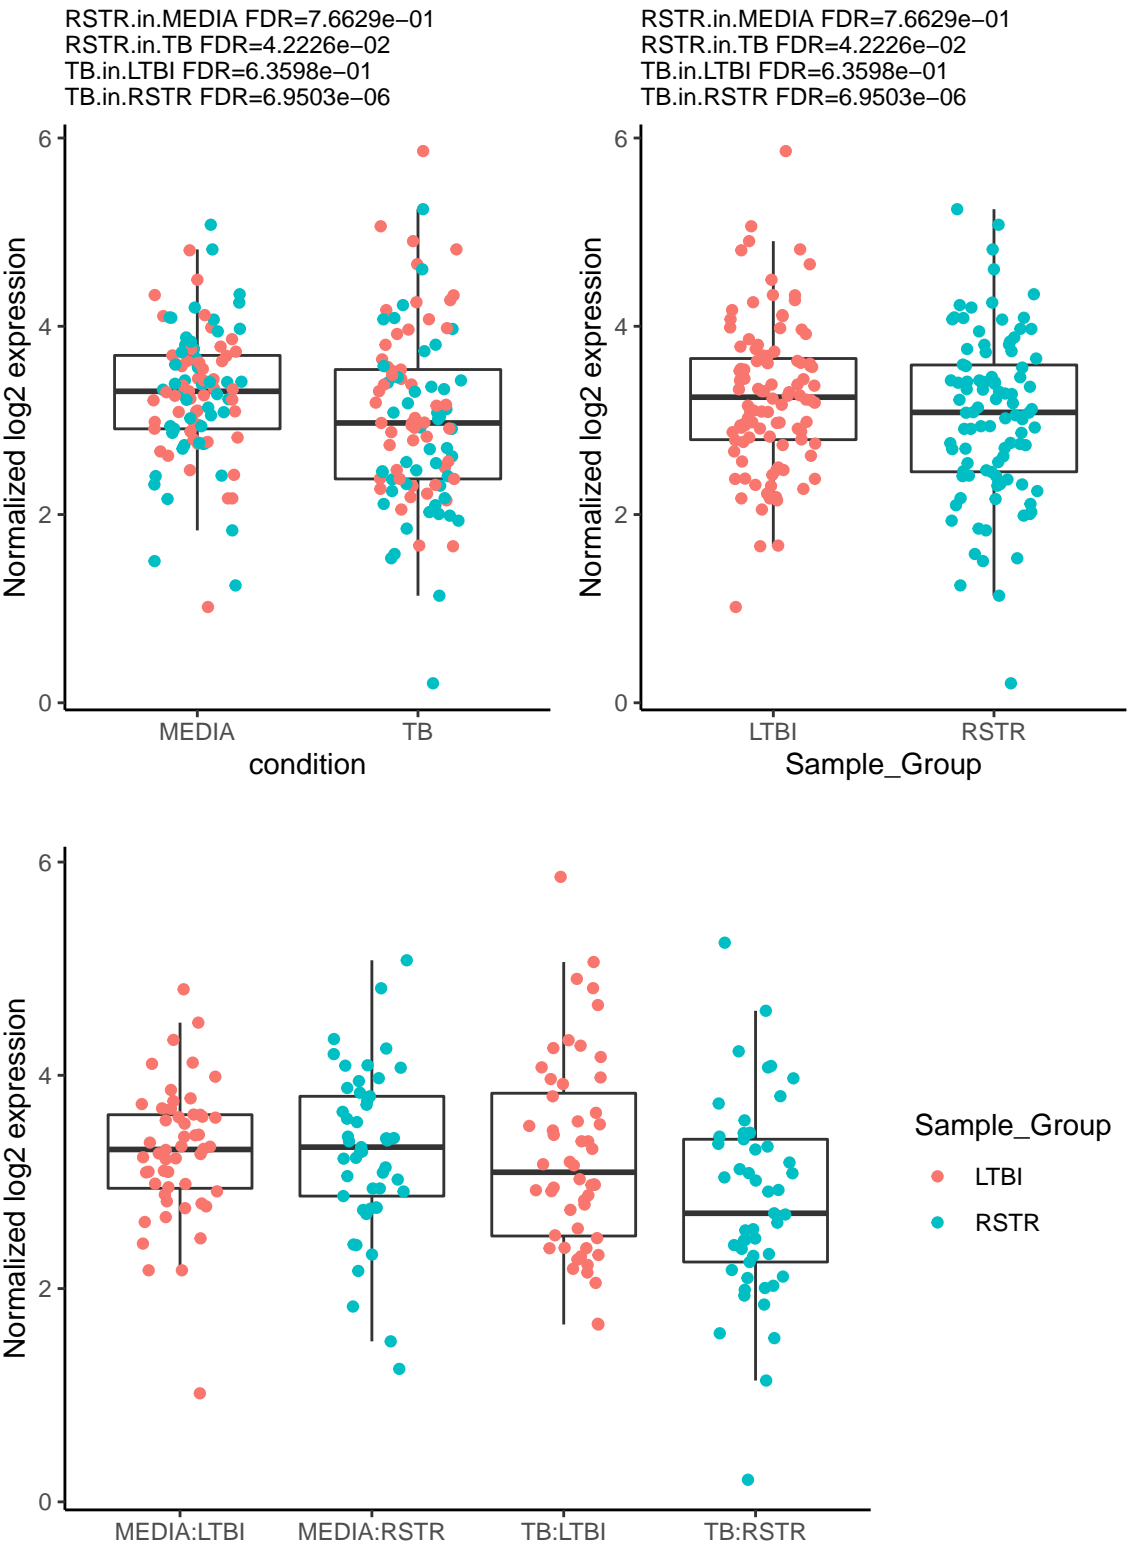 RSTR.in.MEDIA FDR=7.6629e−01
RSTR.in.TB FDR=4.2226e−02
TB.in.LTBI FDR=6.3598e−01
TB.in.RSTR FDR=6.9503e−06
Normalized log2 expression
6
4
2
0
MEDIA TB
condition
RSTR.in.MEDIA FDR=7.6629e−01
RSTR.in.TB FDR=4.2226e−02
TB.in.LTBI FDR=6.3598e−01
TB.in.RSTR FDR=6.9503e−06
Normalized log2 expression
6
4
2
0
LTBI RSTR
Sample_Group
Normalized log2 expression
6
4
2
0
MEDIA:LTBI MEDIA:RSTR TB:LTBI TB:RSTR
Sample_Group
LTBI
RSTR